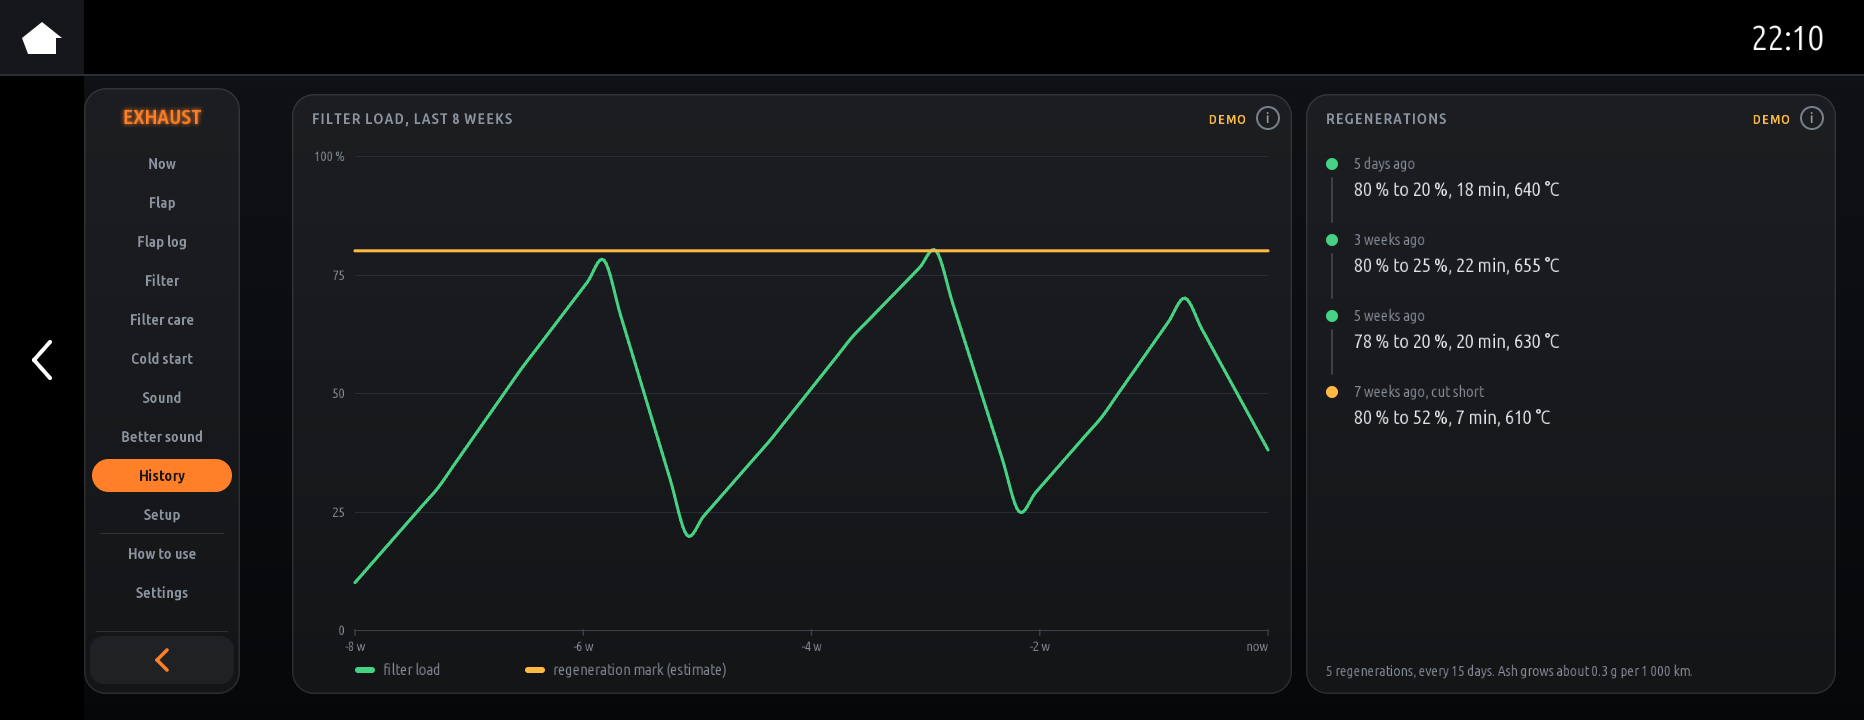 22:10
EXHAUST
Now
Flap
Flap log
Filter
Filter care
Cold start
Sound
Better sound
History
Setup
How to use
Settings
FILTER LOAD, LAST 8 WEEKS
DEMO i
100 %
75
50
25
0
-8 w -6 w -4 w -2 w now
filter load regeneration mark (estimate)
REGENERATIONS
DEMO i
5 days ago
80 % to 20 %, 18 min, 640 °C
3 weeks ago
80 % to 25 %, 22 min, 655 °C
5 weeks ago
78 % to 20 %, 20 min, 630 °C
7 weeks ago, cut short
80 % to 52 %, 7 min, 610 °C
5 regenerations, every 15 days. Ash grows about 0.3 g per 1 000 km.